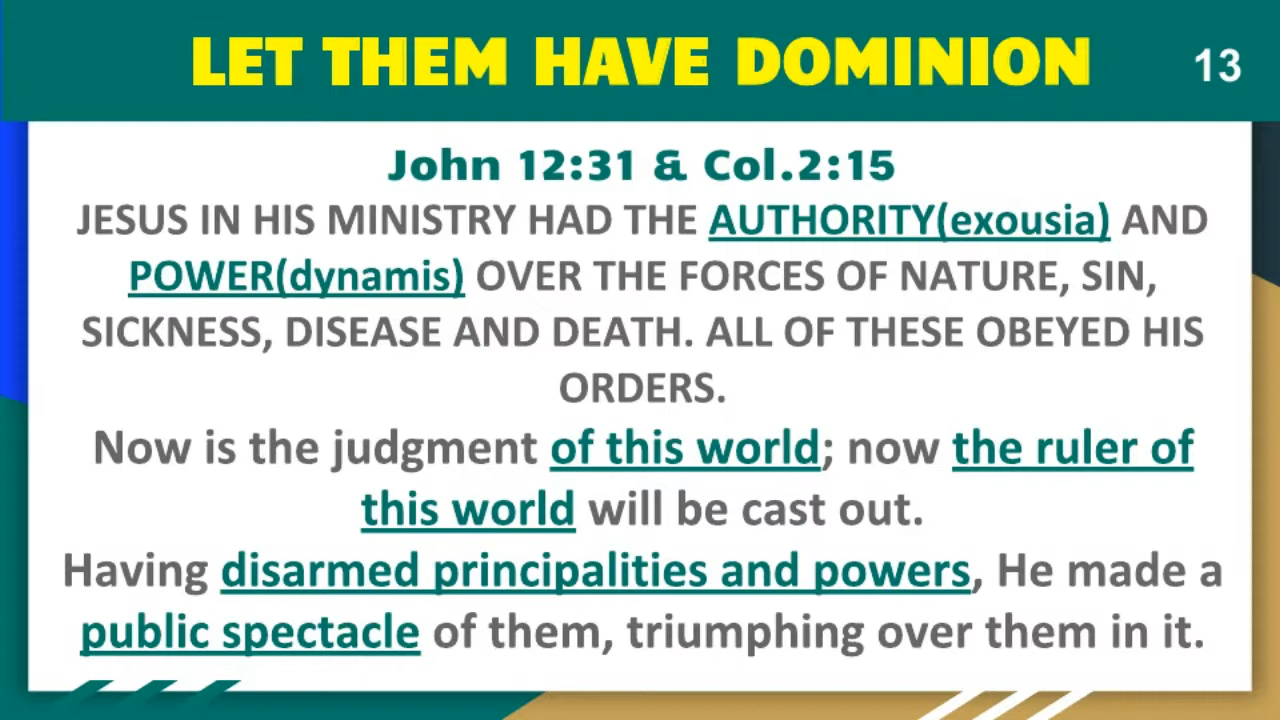 LET THEM HAVE DOMINION
13
John 12:31 & Col.2:15
JESUS IN HIS MINISTRY HAD THE AUTHORITY(exousia) AND
POWER(dynamis) OVER THE FORCES OF NATURE, SIN,
SICKNESS, DISEASE AND DEATH. ALL OF THESE OBEYED HIS
ORDERS.
Now is the judgment of this world; now the ruler of
this world will be cast out.
Having disarmed principalities and powers, He made a
public spectacle of them, triumphing over them in it.